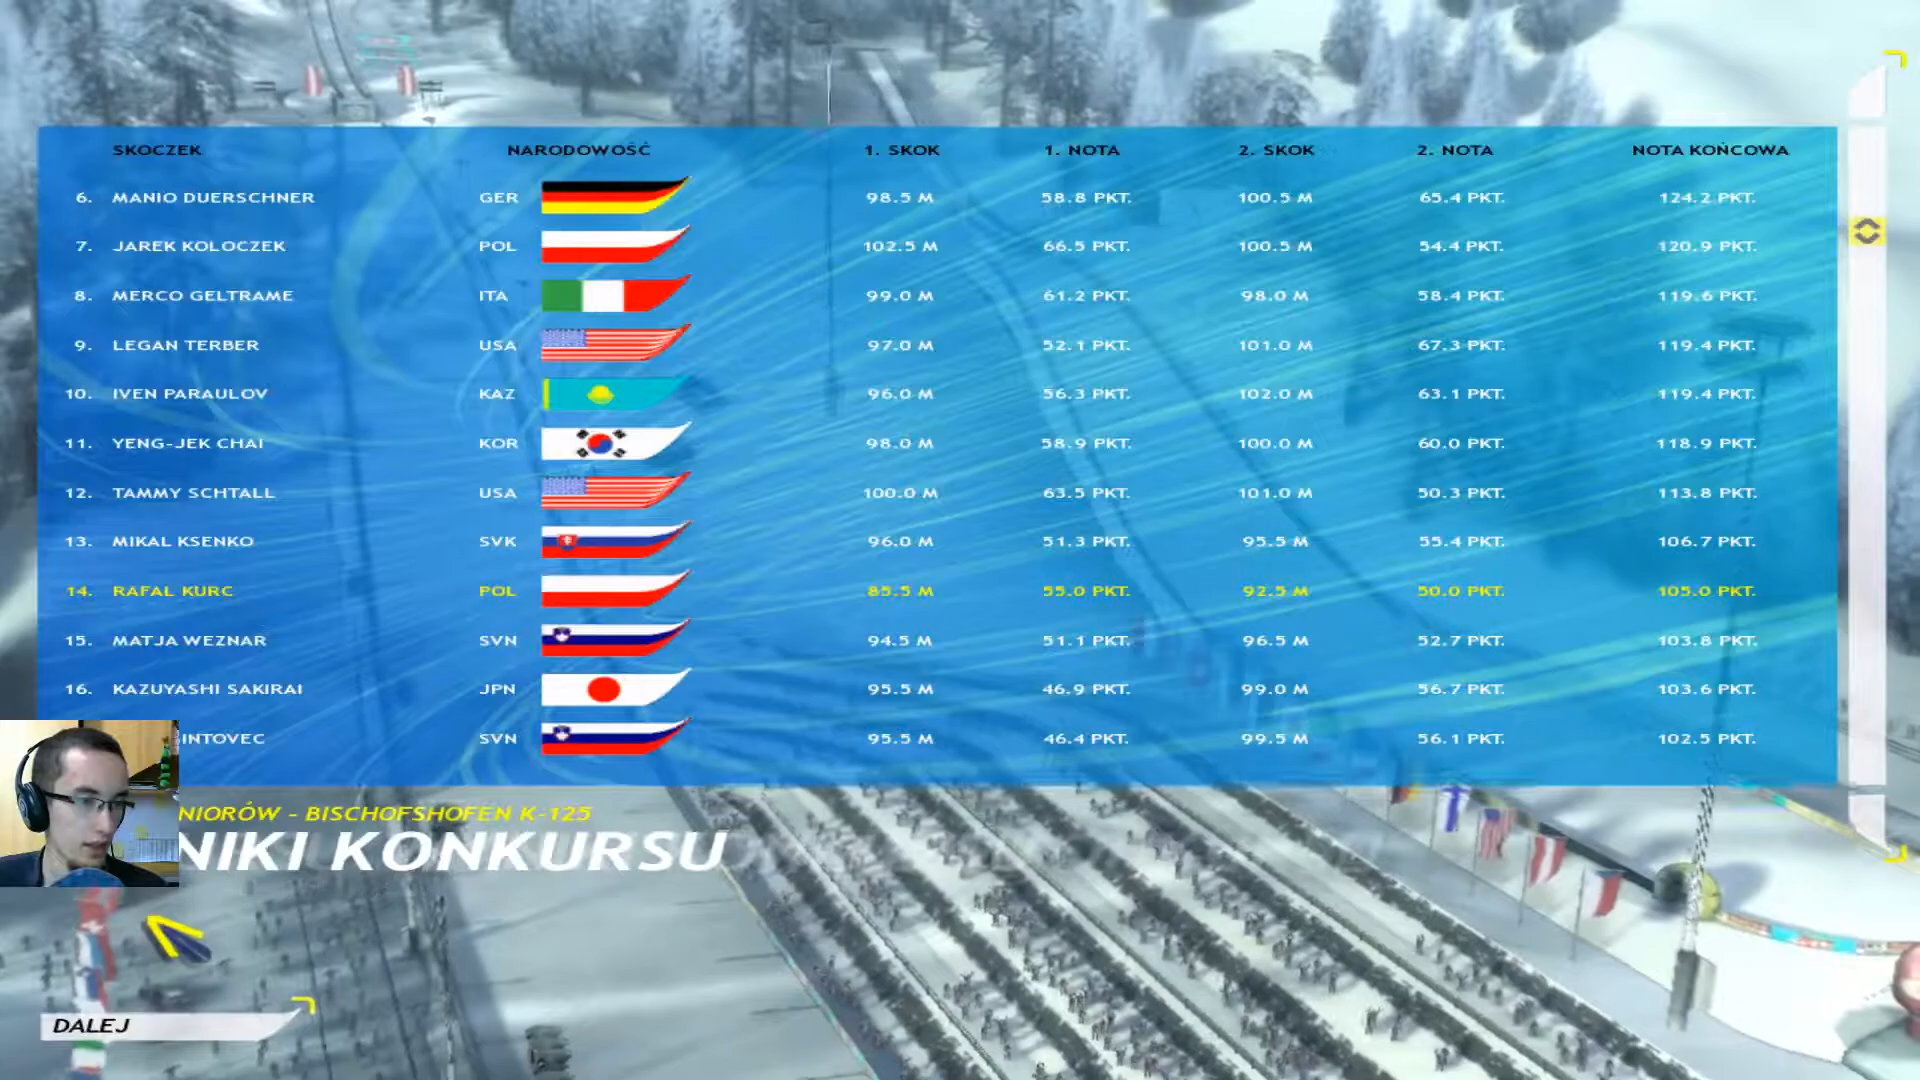 SKOCZEK NARODOWOŚĆ 1. SKOK 1. NOTA 2. SKOK 2. NOTA NOTA KOŃCOWA
6. MANIO DUERSCHNER GER 98.5 M 58.8 PKT. 100.5 M 65.4 PKT. 124.2 PKT.
7. JAREK KOLOCZEK POL 102.5 M 66.5 PKT. 100.5 M 54.4 PKT. 120.9 PKT.
8. MERCO GELTRAME ITA 99.0 M 61.2 PKT. 98.0 M 58.4 PKT. 119.6 PKT.
9. LEGAN TERBER USA 97.0 M 52.1 PKT. 101.0 M 67.3 PKT. 119.4 PKT.
10. IVEN PARAULOV KAZ 96.0 M 56.3 PKT. 102.0 M 63.1 PKT. 119.4 PKT.
11. YENG-JEK CHAI KOR 98.0 M 58.9 PKT. 100.0 M 60.0 PKT. 118.9 PKT.
12. TAMMY SCHTALL USA 100.0 M 63.5 PKT. 101.0 M 50.3 PKT. 113.8 PKT.
13. MIKAL KSENKO SVK 96.0 M 51.3 PKT. 95.5 M 55.4 PKT. 106.7 PKT.
14. RAFAL KURC POL 85.5 M 55.0 PKT. 92.5 M 50.0 PKT. 105.0 PKT.
15. MATJA WEZNAR SVN 94.5 M 51.1 PKT. 96.5 M 52.7 PKT. 103.8 PKT.
16. KAZUYASHI SAKIRAI JPN 95.5 M 46.9 PKT. 99.0 M 56.7 PKT. 103.6 PKT.
INTOVEC SVN 95.5 M 46.4 PKT. 99.5 M 56.1 PKT. 102.5 PKT.
NIORÓW - BISCHOFSHOFEN K-125
NIKI KONKURSU
DALEJ